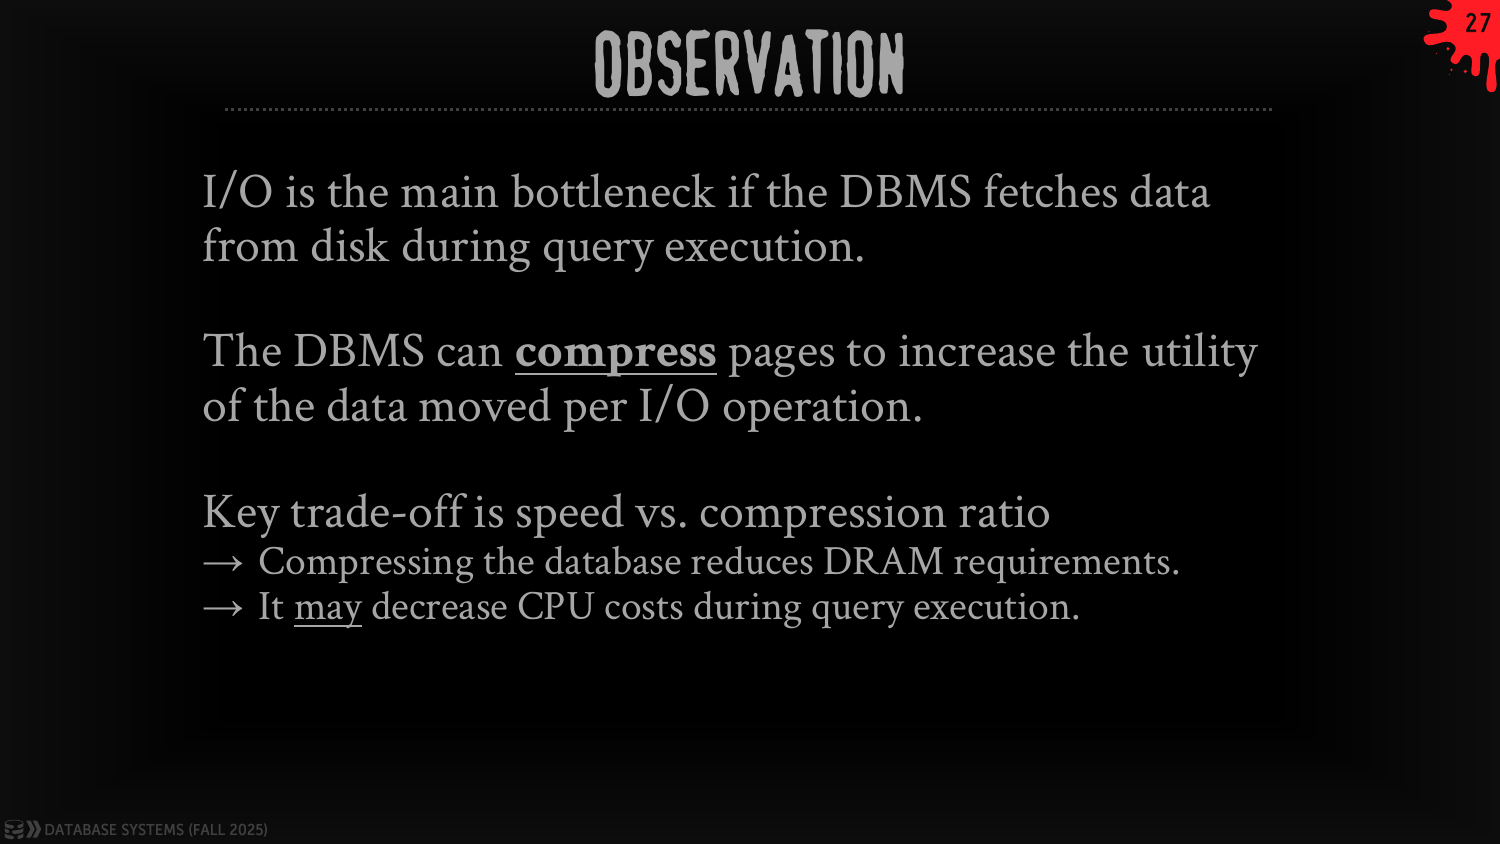 OBSERVATION
27
I/O is the main bottleneck if the DBMS fetches data
from disk during query execution.
The DBMS can compress pages to increase the utility
of the data moved per I/O operation.
Key trade-off is speed vs. compression ratio
→ Compressing the database reduces DRAM requirements.
→ It may decrease CPU costs during query execution.
DATABASE SYSTEMS (FALL 2025)